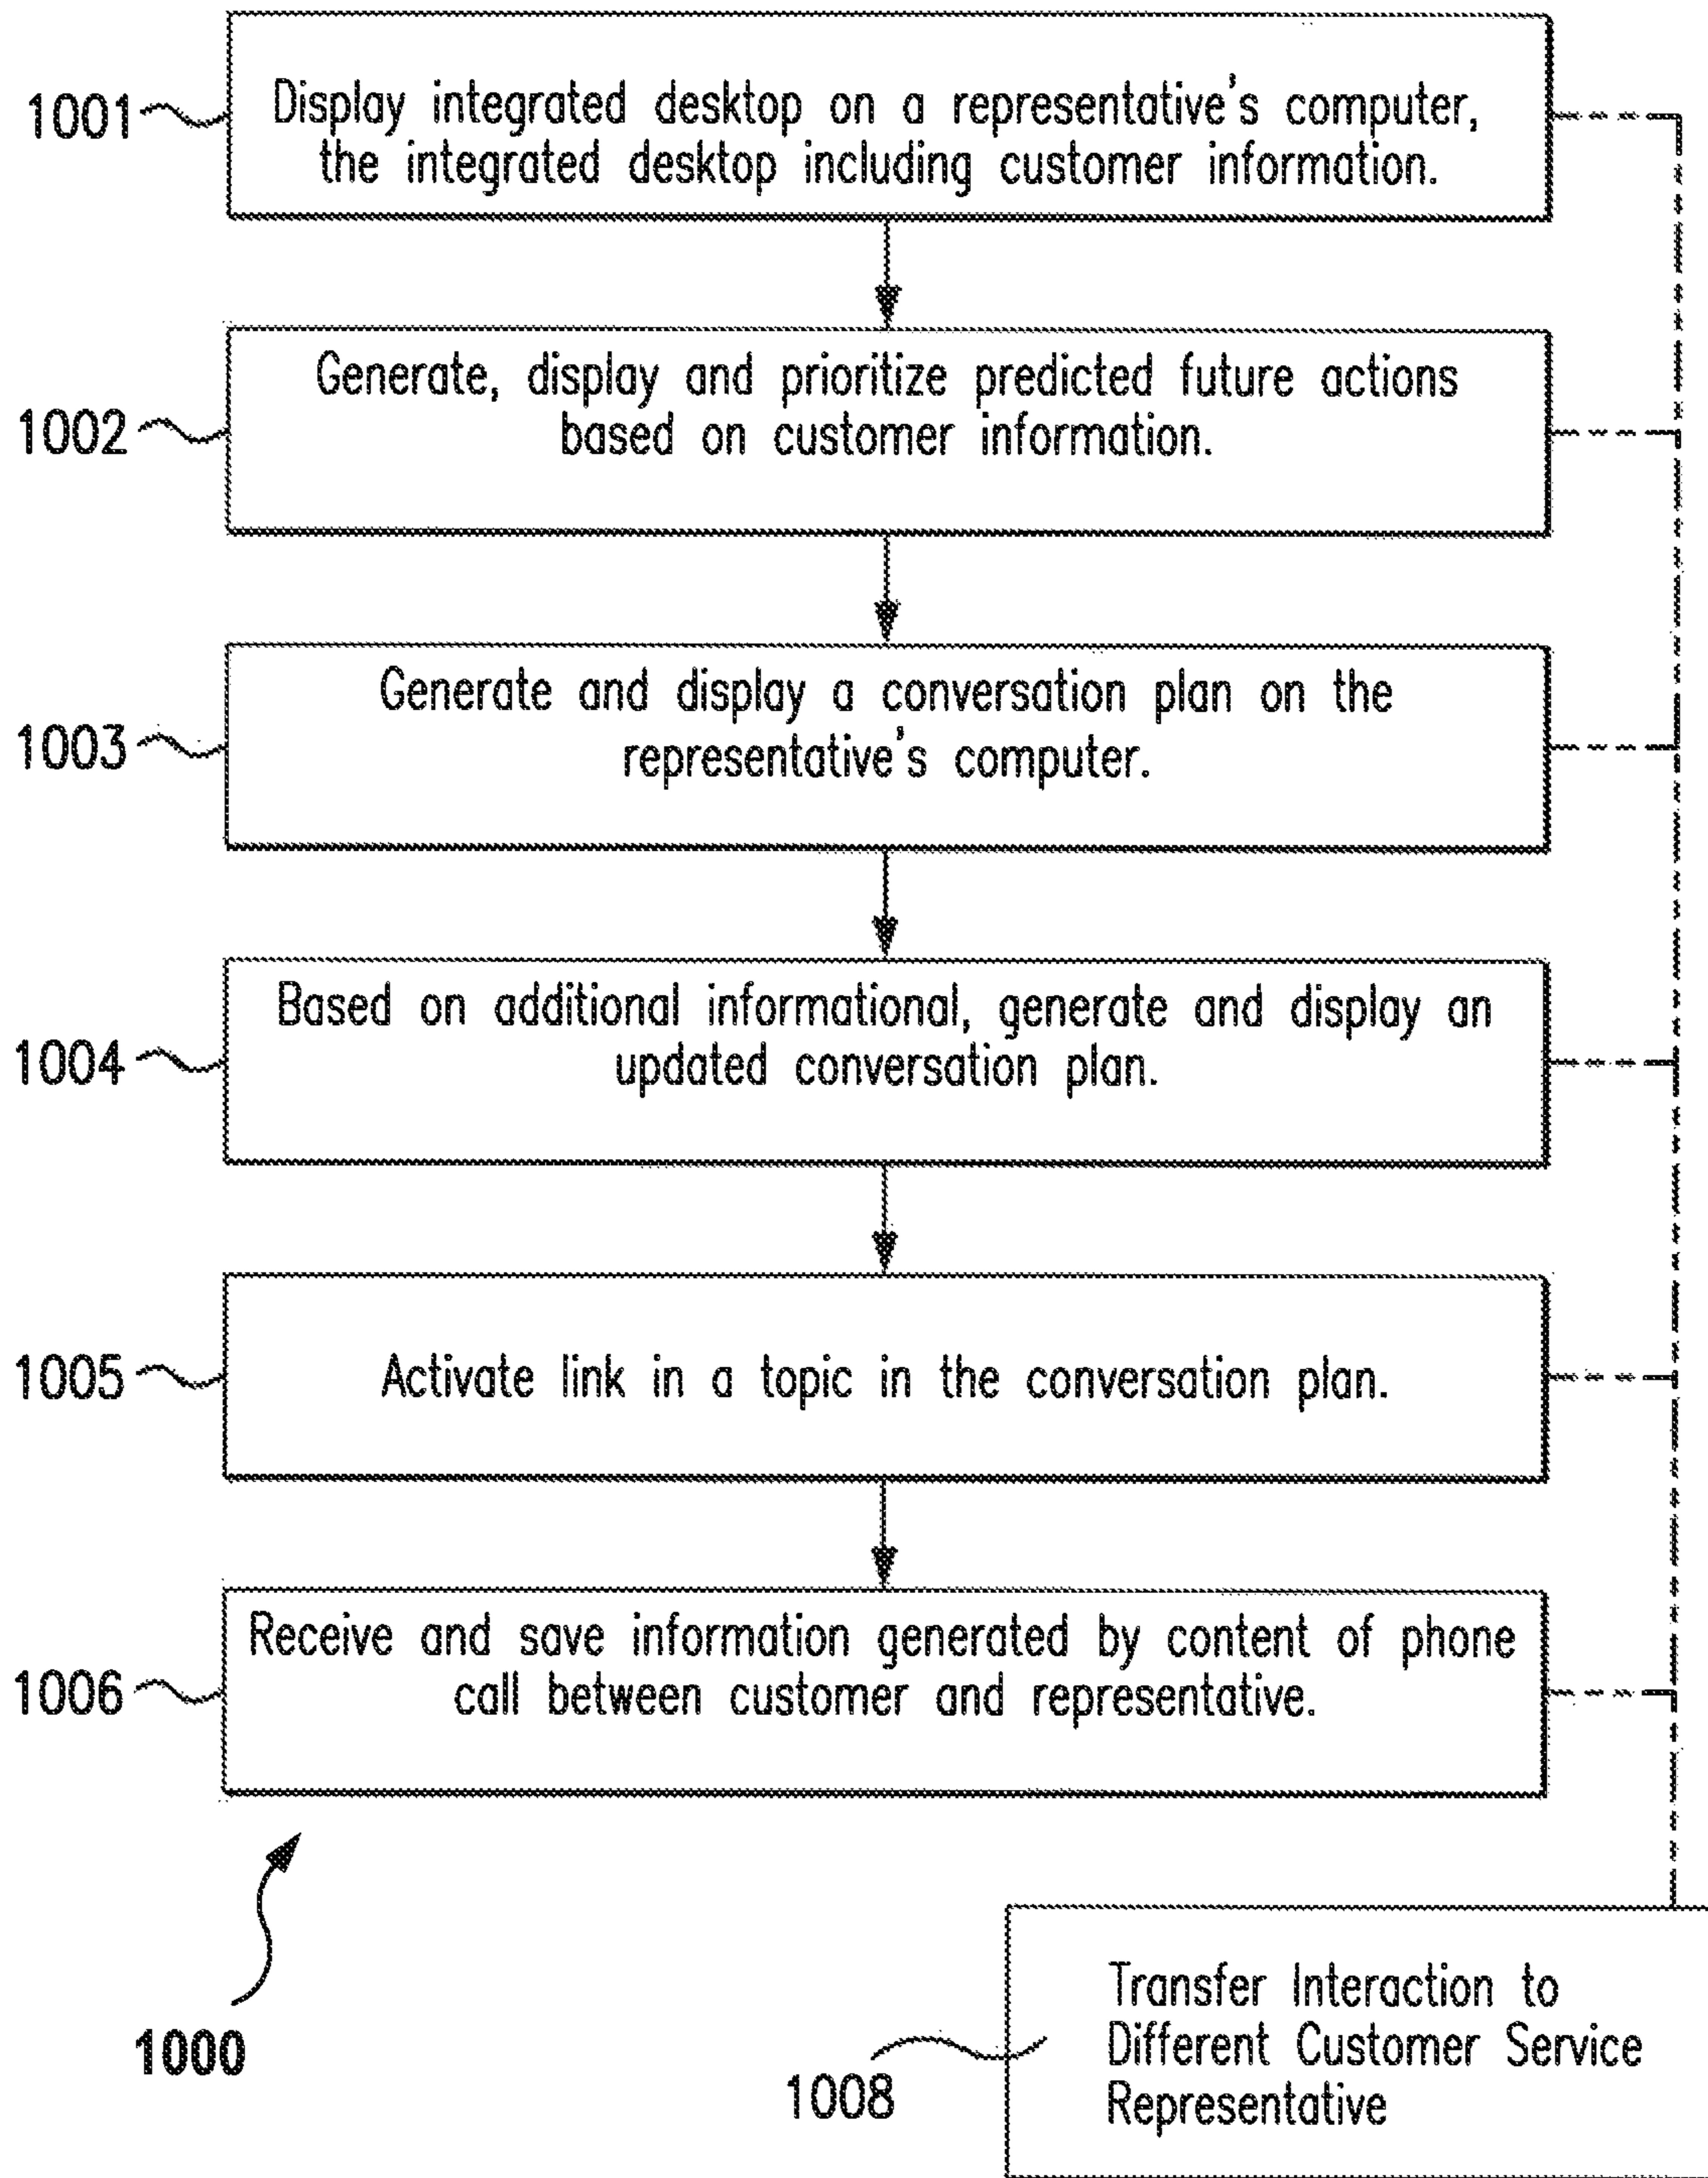 1001
Display integrated desktop on a representative's computer,
the integrated desktop including customer information.
1002
Generate, display and prioritize predicted future actions
based on customer information.
1003
Generate and display a conversation plan on the
representative's computer.
1004
Based on additional informational, generate and display an
updated conversation plan.
1005
Activate link in a topic in the conversation plan.
1006
Receive and save information generated by content of phone
call between customer and representative.
1000
1008
Transfer Interaction to
Different Customer Service
Representative